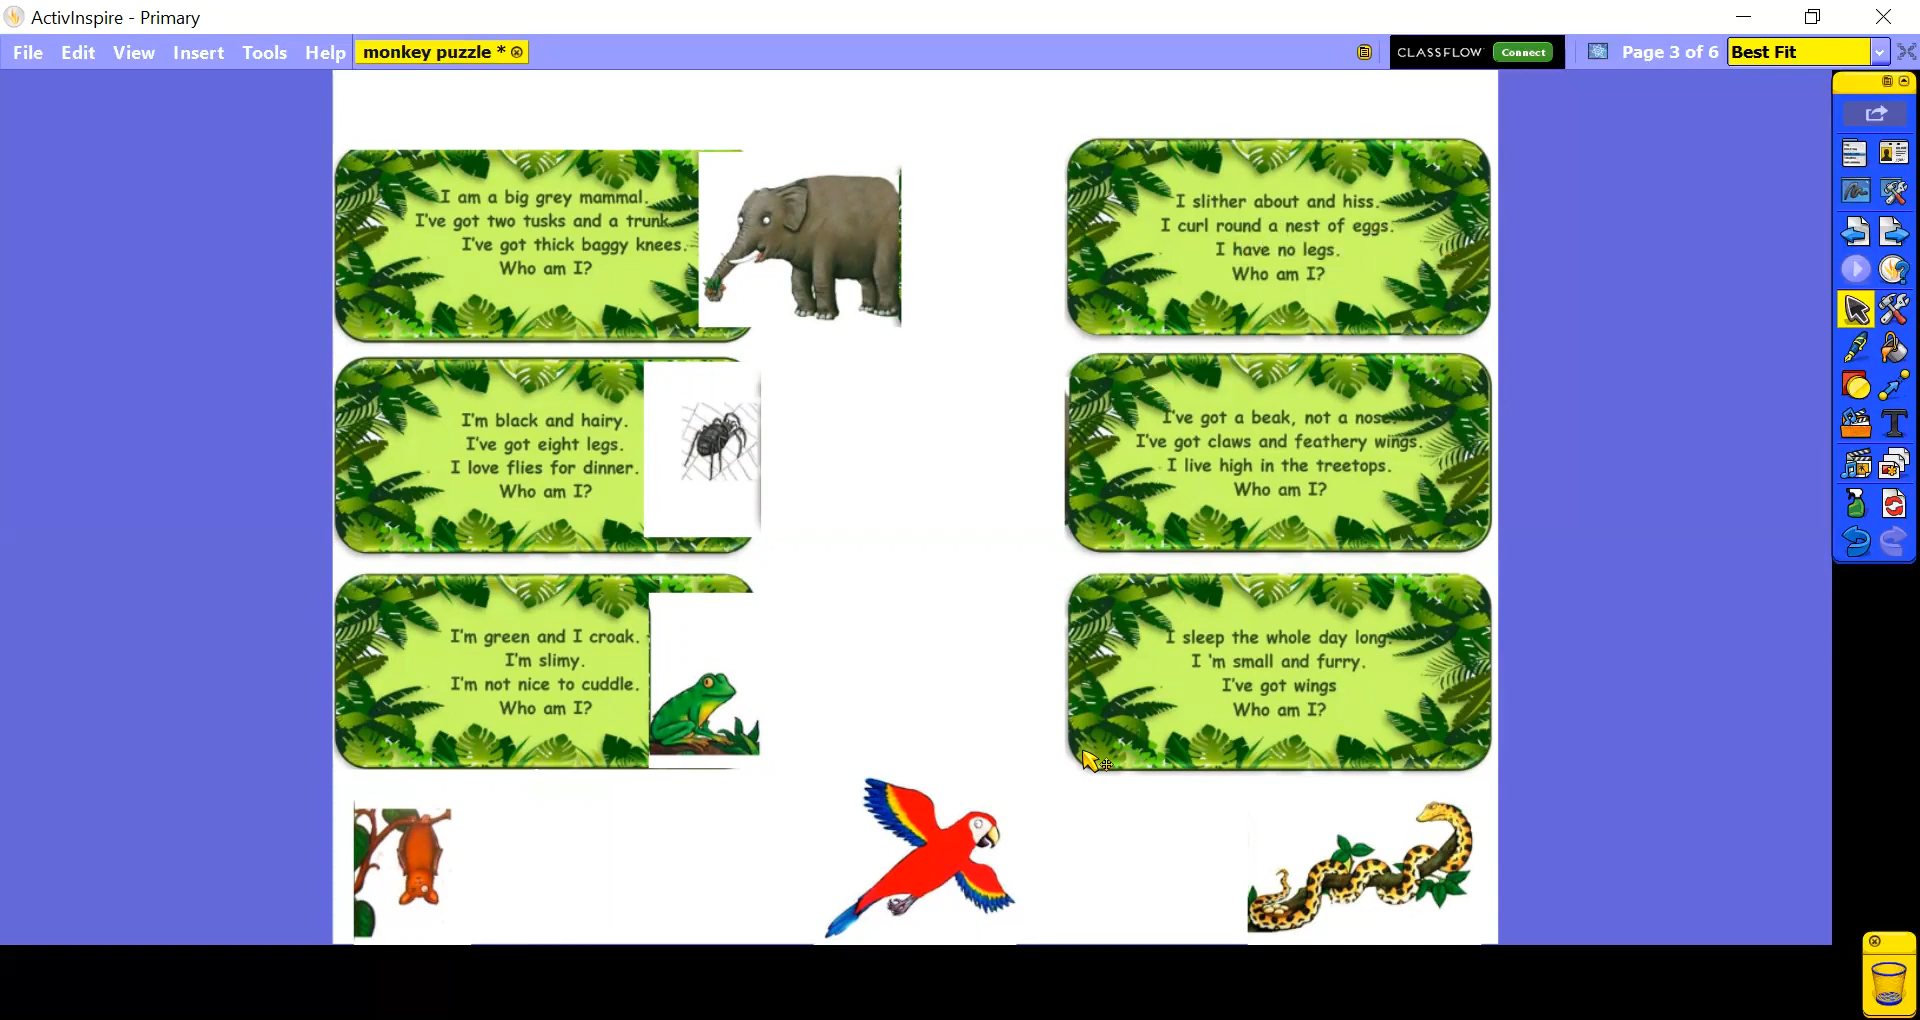 ActivInspire - Primary
File Edit View Insert Tools Help monkey puzzle *
CLASSFLOW Connect Page 3 of 6 Best Fit
I am a big grey mammal.
I've got two tusks and a trunk.
I've got thick baggy knees.
Who am I?
I slither about and hiss.
I curl round a nest of eggs.
I have no legs.
Who am I?
I'm black and hairy.
I've got eight legs.
I love flies for dinner.
Who am I?
I've got a beak, not a nose.
I've got claws and feathery wings.
I live high in the treetops.
Who am I?
I'm green and I croak.
I'm slimy.
I'm not nice to cuddle.
Who am I?
I sleep the whole day long.
I 'm small and furry.
I've got wings
Who am I?